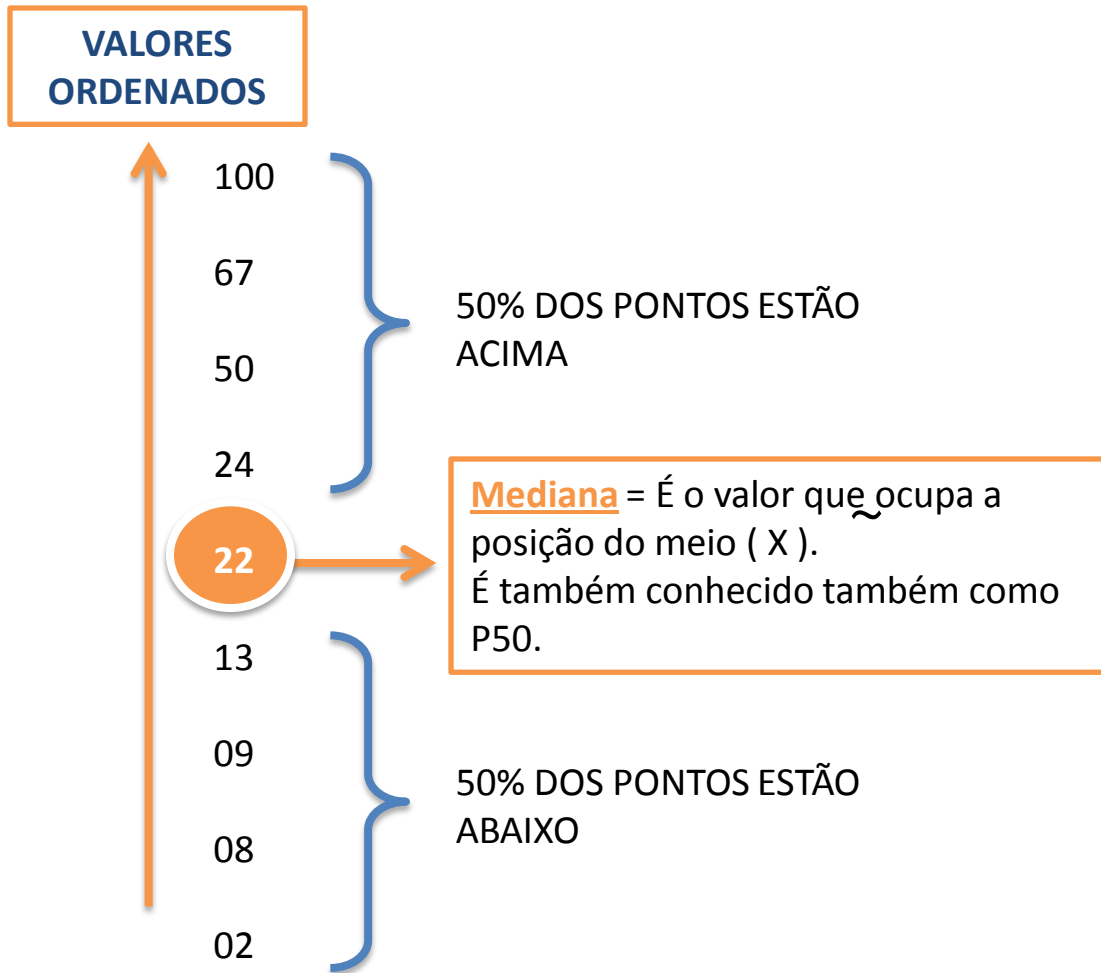 VALORES
ORDENADOS
100
67
50
24
50% DOS PONTOS ESTÃO
ACIMA
22
Mediana = É o valor que ocupa a
posição do meio ( X̃ ).
É também conhecido também como
P50.
13
09
08
02
50% DOS PONTOS ESTÃO
ABAIXO